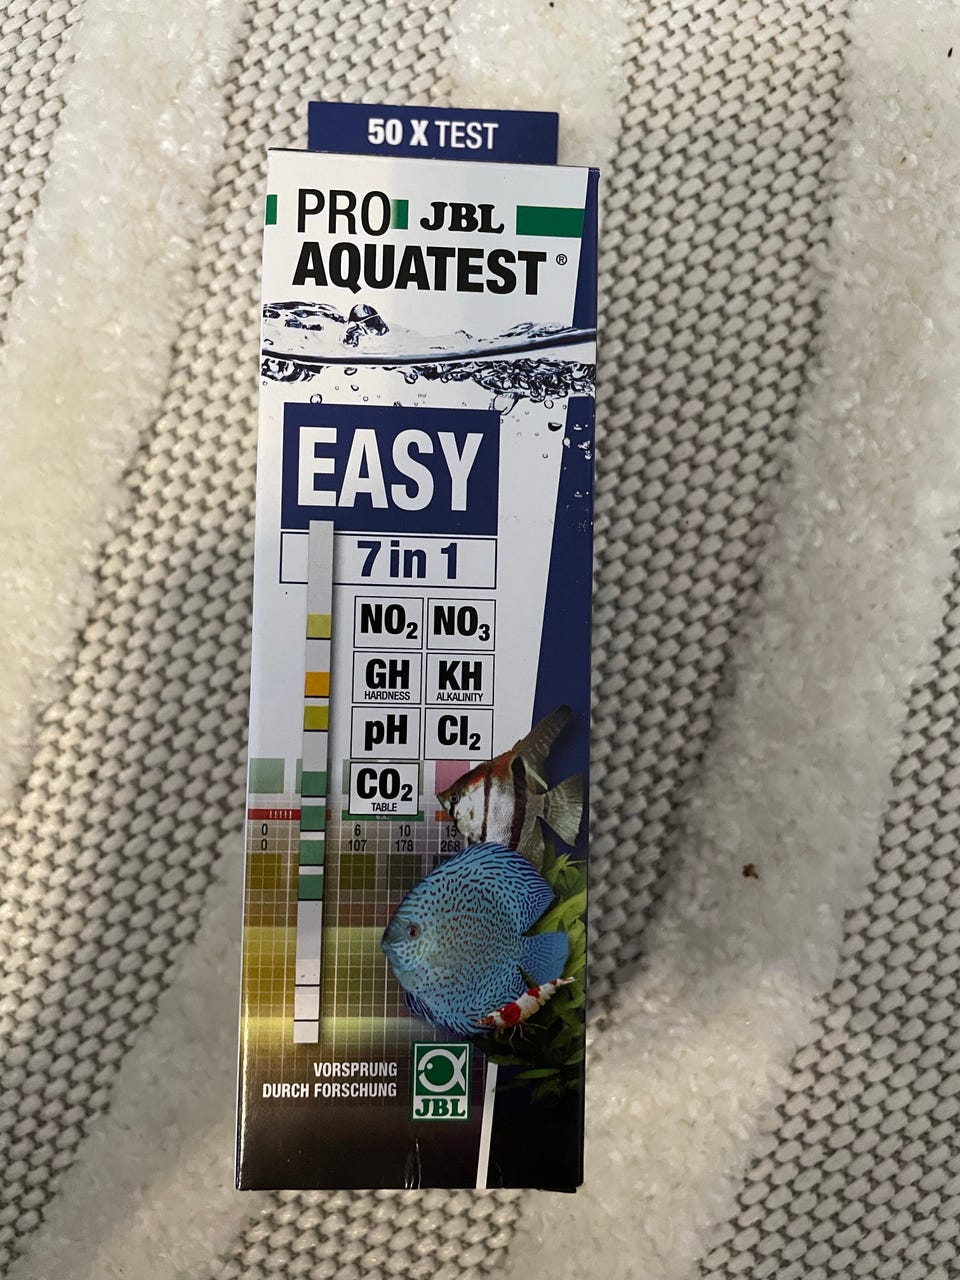 50 X TEST
PRO JBL
AQUATEST ®
EASY
7 in 1
NO₂ NO₃
GH KH
HARDNESS ALKALINITY
pH Cl₂
CO₂
TABLE
0 6 10 15
0 107 178 268
VORSPRUNG
DURCH FORSCHUNG
JBL